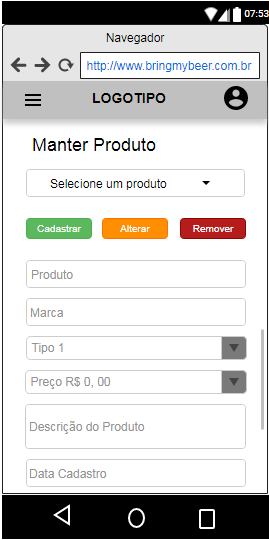 07:53
Navegador
http://www.bringmybeer.com.br
LOGOTIPO
Manter Produto
Selecione um produto
Cadastrar Alterar Remover
Produto
Marca
Tipo 1
Preço R$ 0, 00
Descrição do Produto
Data Cadastro